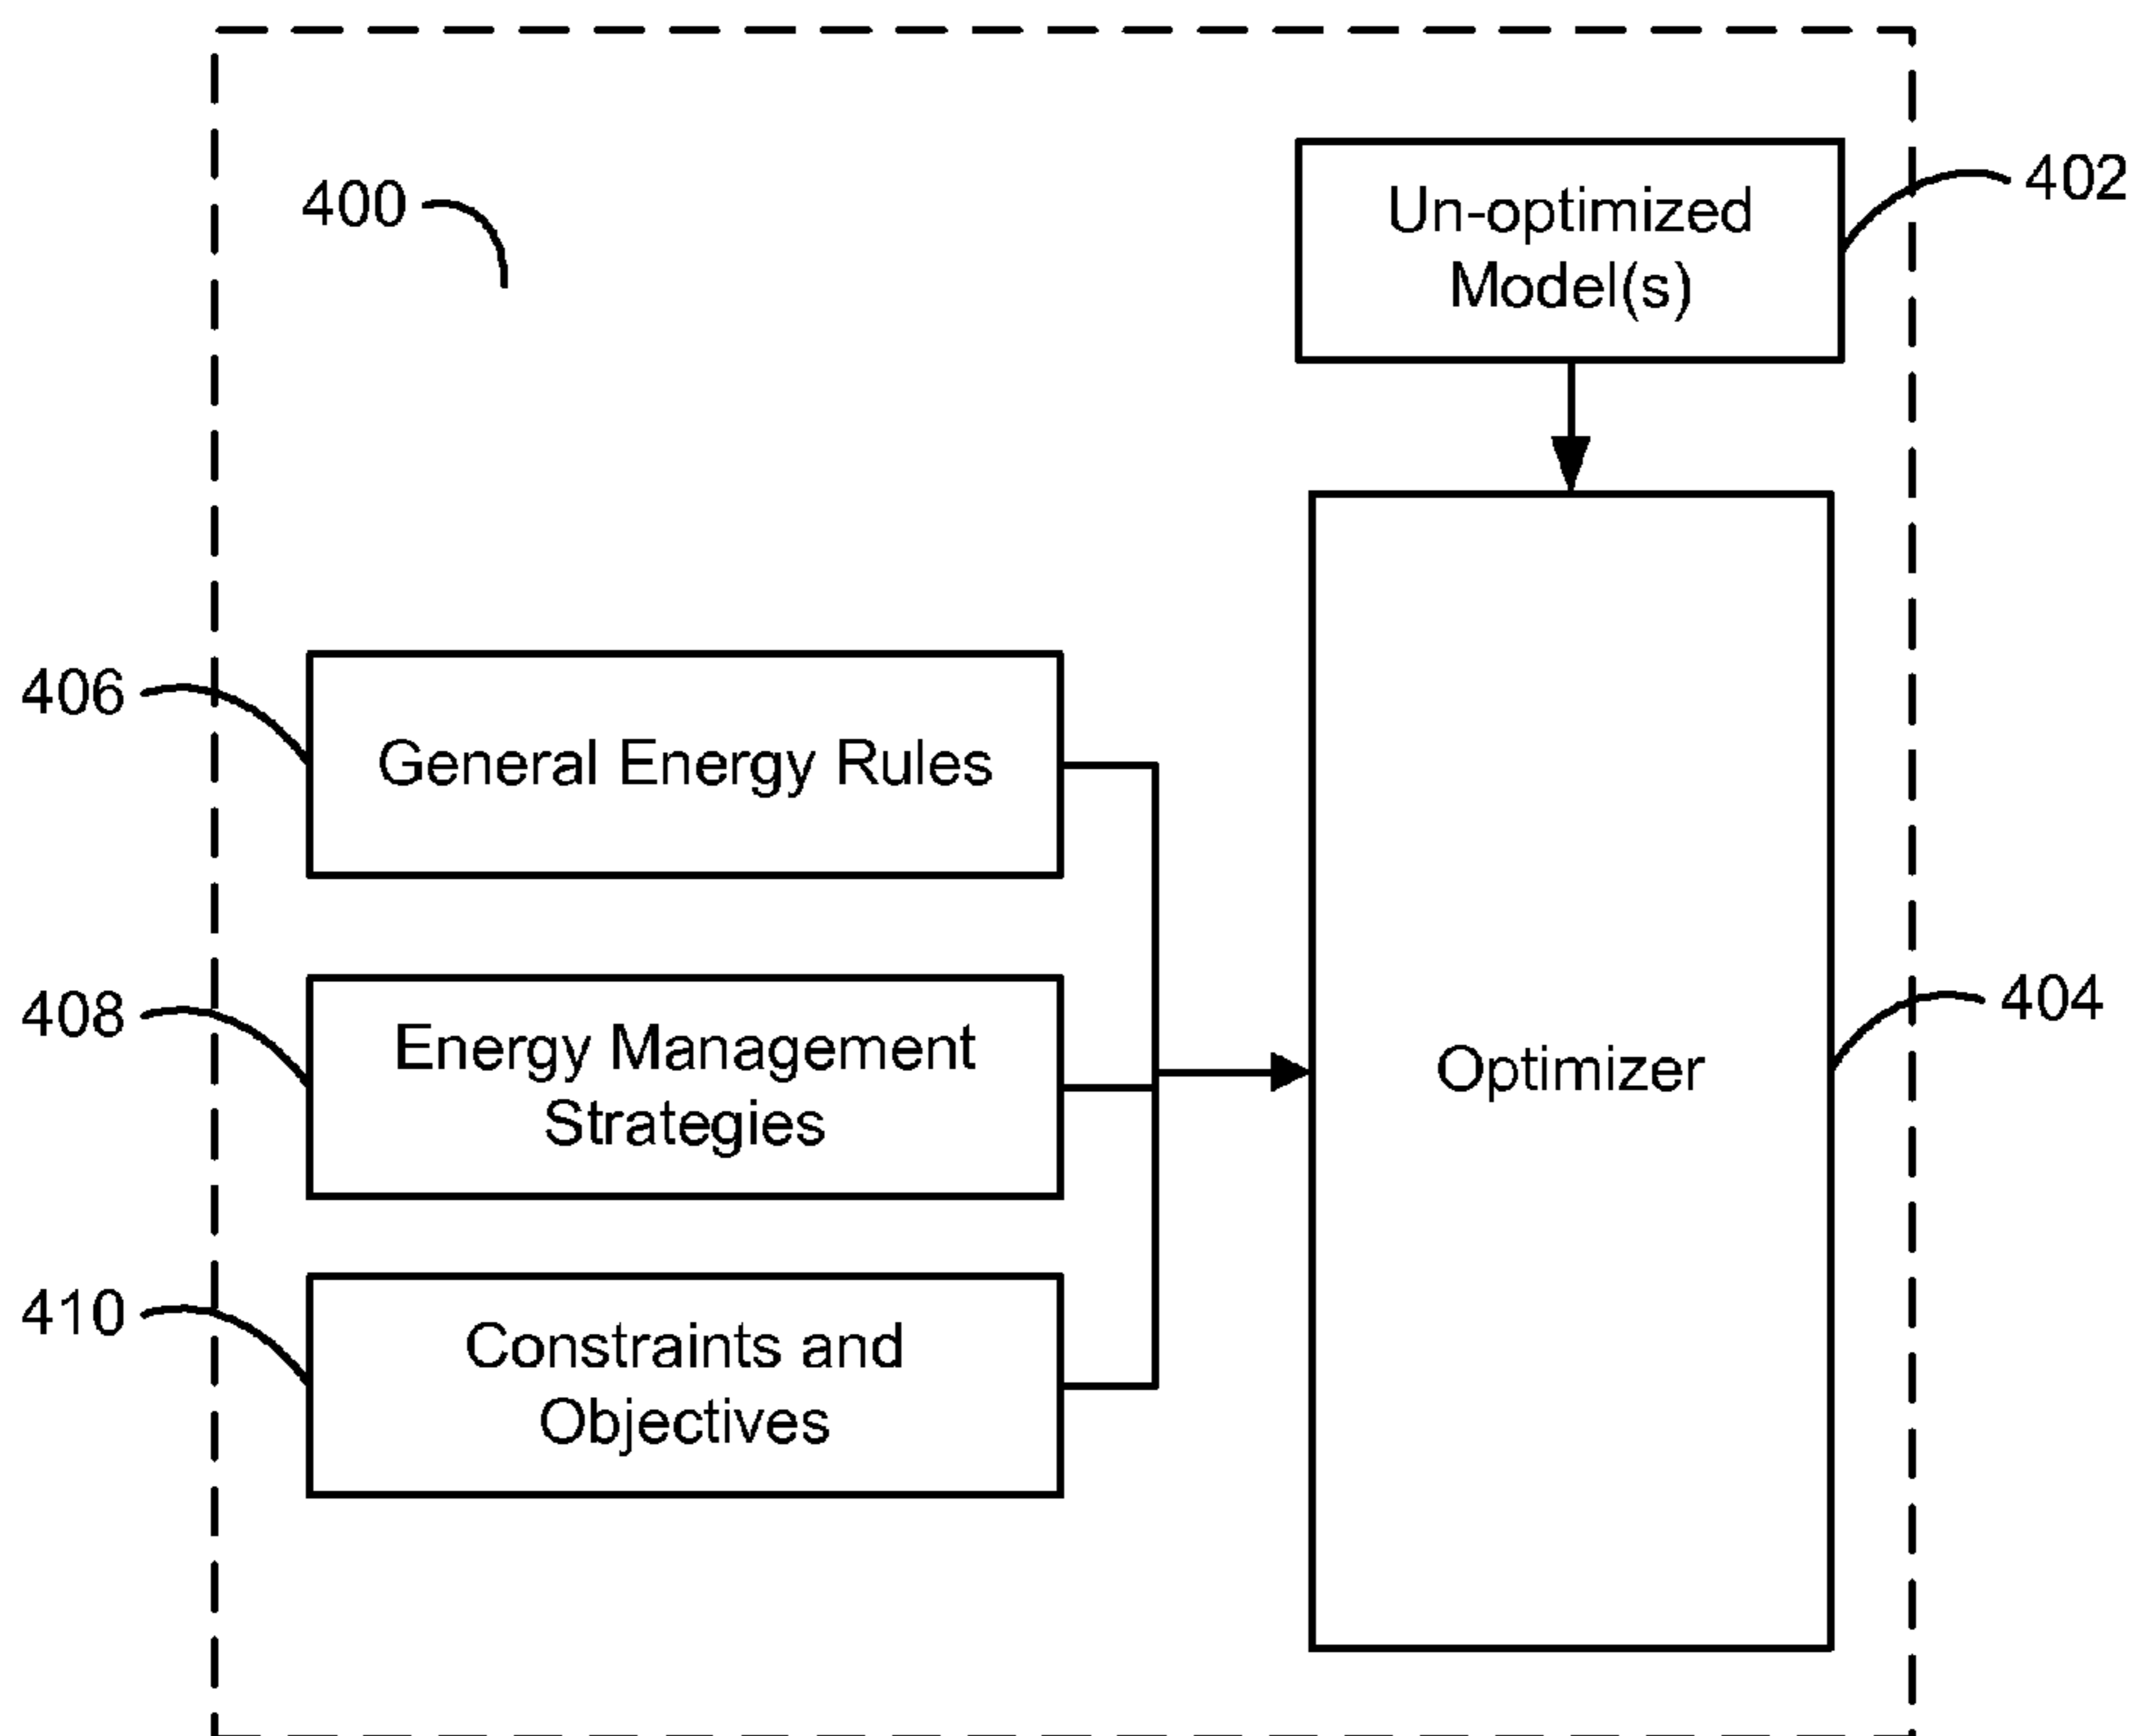 400
402
Un-optimized
Model(s)
406
General Energy Rules
408
Energy Management
Strategies
404
Optimizer
410
Constraints and
Objectives